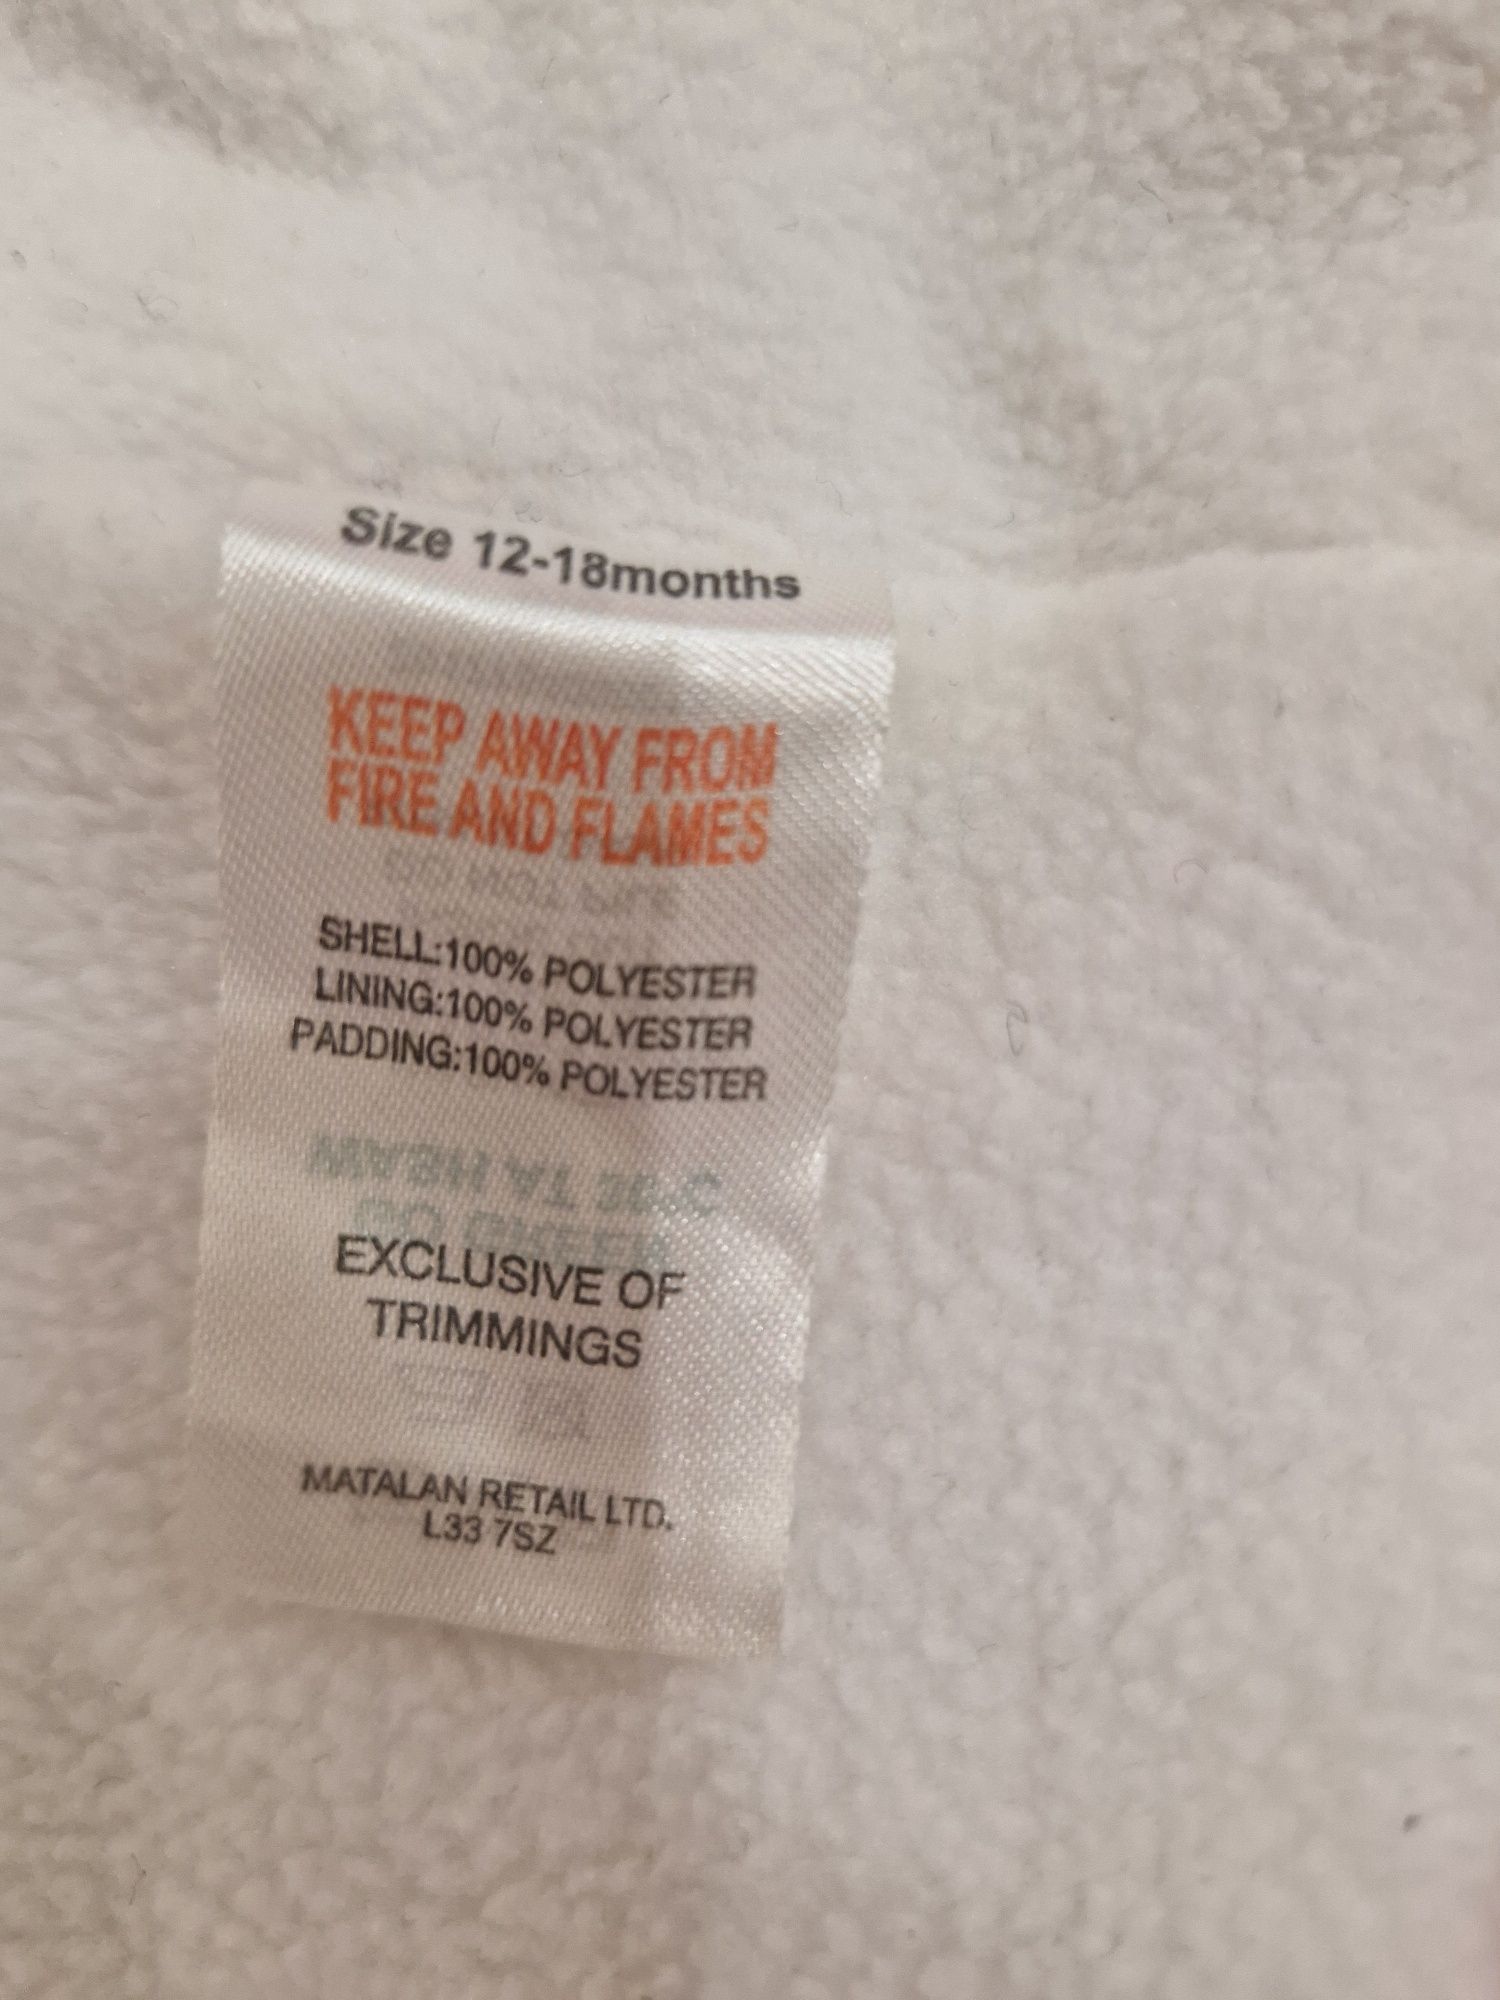 Size 12-18months
KEEP AWAY FROM
FIRE AND FLAMES
SHELL:100% POLYESTER
LINING:100% POLYESTER
PADDING:100% POLYESTER
EXCLUSIVE OF
TRIMMINGS
MATALAN RETAIL LTD.
L33 7SZ